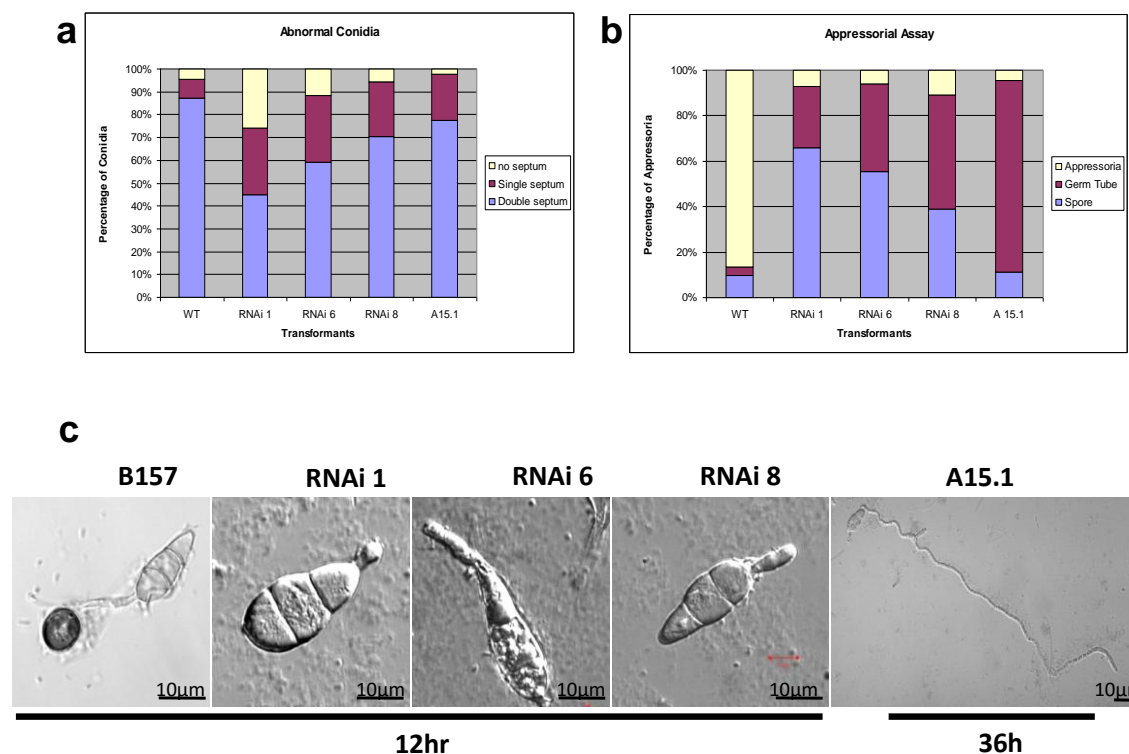 a
Abnormal Conidia
100%
90%
80%
70%
60%
50%
40%
30%
20%
10%
0%
Percentage of Conidia
WT RNAi 1 RNAi 6 RNAi 8 A15.1
Transformants
no septum
Single septum
Double septum
b
Appressorial Assay
100%
80%
60%
40%
20%
0%
Percentage of Appressoria
WT RNAi 1 RNAi 6 RNAi 8 A 15.1
Transformants
Appressoria
Germ Tube
Spore
c
B157 RNAi 1 RNAi 6 RNAi 8 A15.1
10µm 10µm 10µm 10µm 10µ
12hr 36h